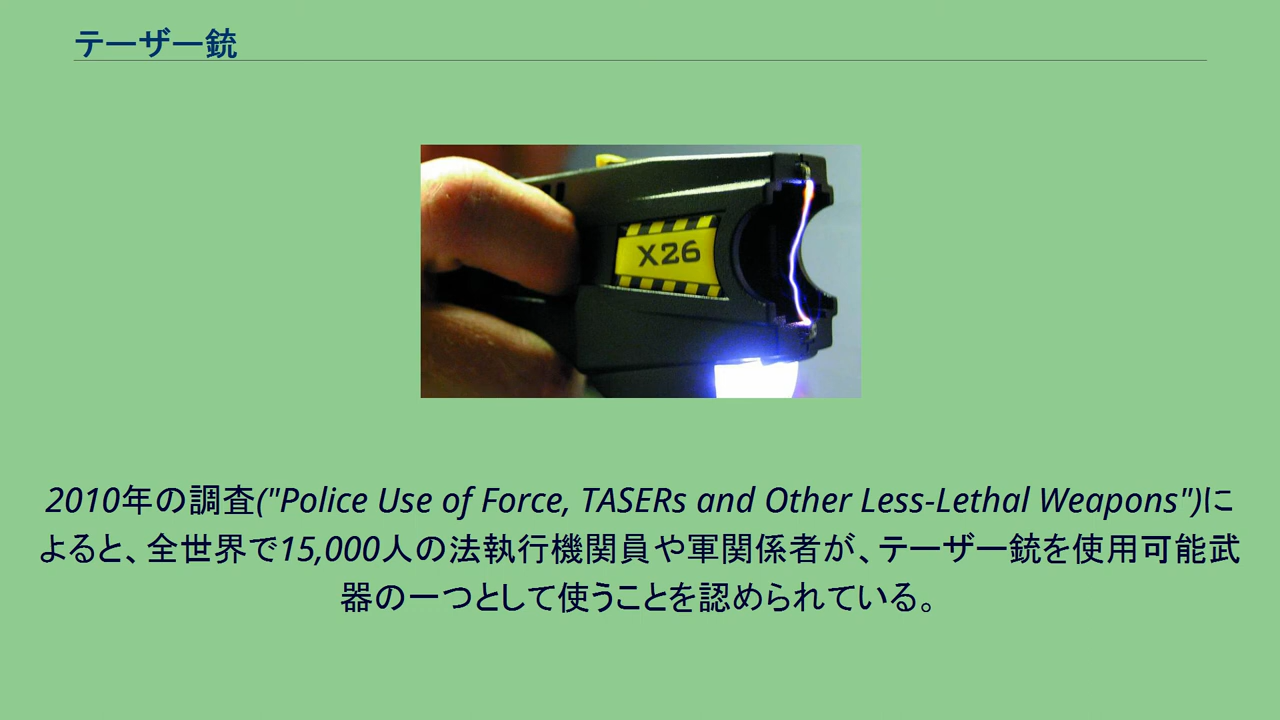 テーザー銃
X26
2010年の調査("Police Use of Force, TASERs and Other Less-Lethal Weapons")に
よると、全世界で15,000人の法執行機関員や軍関係者が、テーザー銃を使用可能武
器の一つとして使うことを認められている。